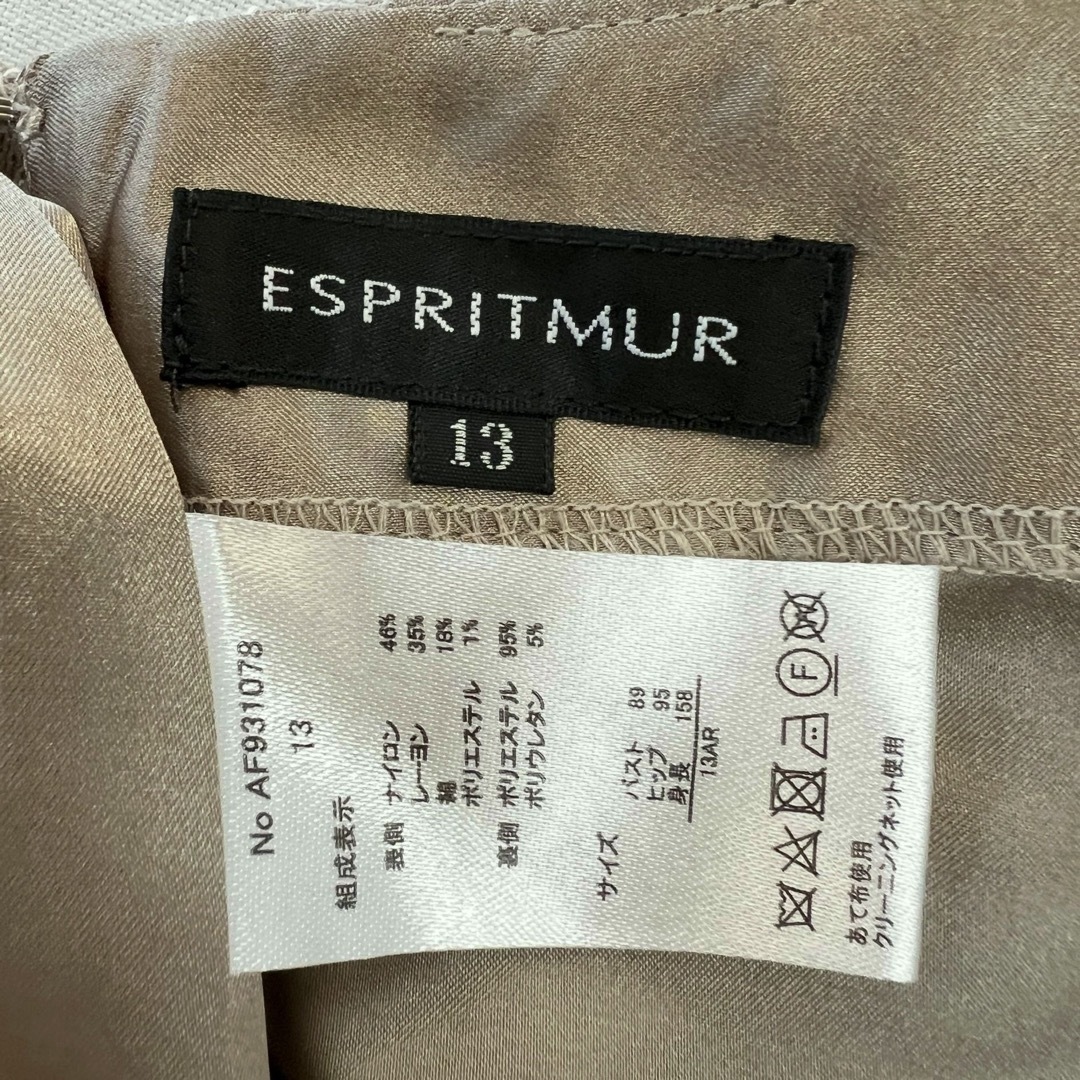 ESPRITMUR
13
No AF931078
13
組成表示
表側 ナイロン 46%
レーヨン 35%
綿 18%
ポリエステル 1%
裏側 ポリエステル 95%
ポリウレタン 5%
サイズ
バスト 89
ヒップ 95
身長 158
13AR
F
あて布使用
クリーニングネット使用